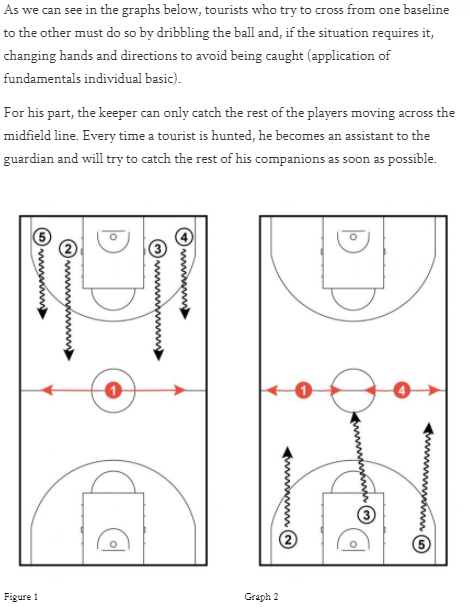 As we can see in the graphs below, tourists who try to cross from one baseline
to the other must do so by dribbling the ball and, if the situation requires it,
changing hands and directions to avoid being caught (application of
fundamentals individual basic).
For his part, the keeper can only catch the rest of the players moving across the
midfield line. Every time a tourist is hunted, he becomes an assistant to the
guardian and will try to catch the rest of his companions as soon as possible.
5 2 3 4
1
1 4
3
2 5
Figure 1
Graph 2